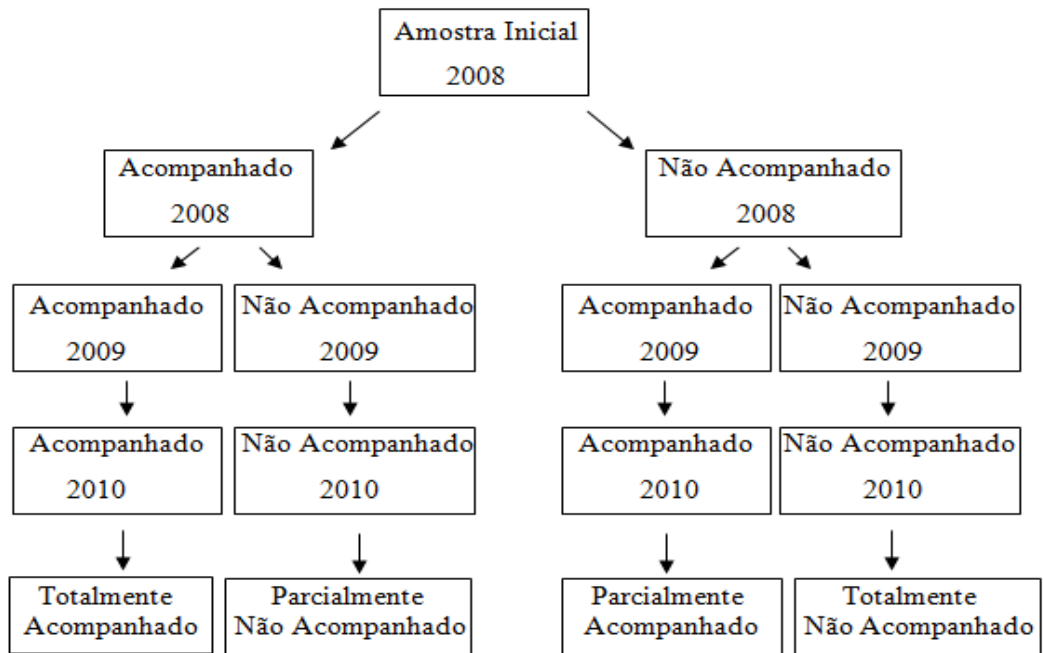 Amostra Inicial
2008
Acompanhado
2008
Não Acompanhado
2008
Acompanhado
2009
Não Acompanhado
2009
Acompanhado
2009
Não Acompanhado
2009
Acompanhado
2010
Não Acompanhado
2010
Acompanhado
2010
Não Acompanhado
2010
Totalmente
Acompanhado
Parcialmente
Não Acompanhado
Parcialmente
Acompanhado
Totalmente
Não Acompanhado